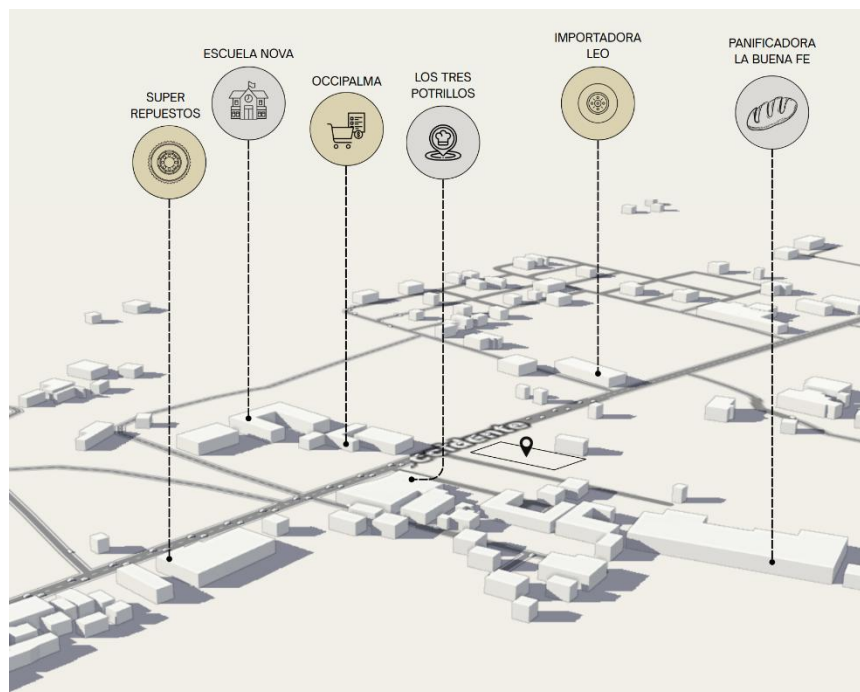 ESCUELA NOVA
SUPER
REPUESTOS
OCCIPALMA
LOS TRES
POTRILLOS
IMPORTADORA
LEO
PANIFICADORA
LA BUENA FE